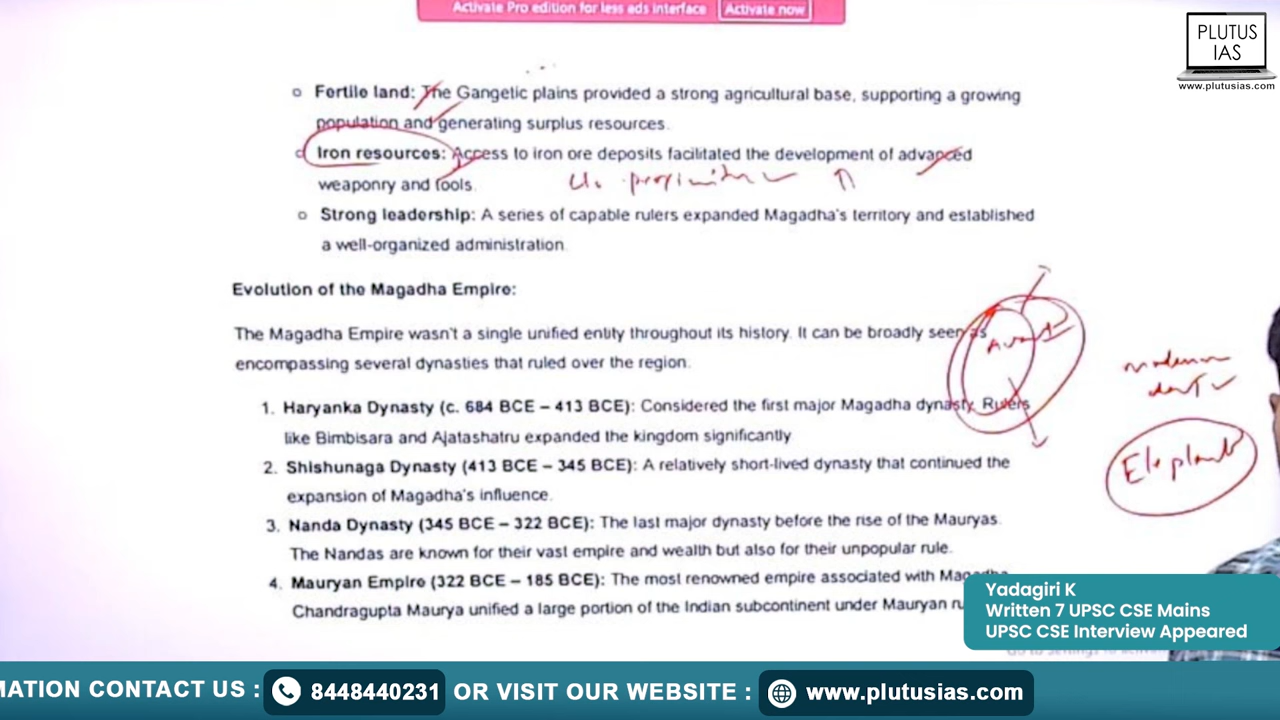 Activate Pro edition for less ads interface Activate now
PLUTUS
IAS
www.plutusias.com
o Fertile land: The Gangetic plains provided a strong agricultural base, supporting a growing
population and generating surplus resources.
o Iron resources: Access to iron ore deposits facilitated the development of advanced
weaponry and tools.
o Strong leadership: A series of capable rulers expanded Magadha's territory and established
a well-organized administration.
Evolution of the Magadha Empire:
The Magadha Empire wasn't a single unified entity throughout its history. It can be broadly seen as
encompassing several dynasties that ruled over the region.
1. Haryanka Dynasty (c. 684 BCE – 413 BCE): Considered the first major Magadha dynasty. Rulers
like Bimbisara and Ajatashatru expanded the kingdom significantly
2. Shishunaga Dynasty (413 BCE – 345 BCE): A relatively short-lived dynasty that continued the
expansion of Magadha's influence.
3. Nanda Dynasty (345 BCE – 322 BCE): The last major dynasty before the rise of the Mauryas.
The Nandas are known for their vast empire and wealth but also for their unpopular rule.
4. Mauryan Empire (322 BCE – 185 BCE): The most renowned empire associated with
Chandragupta Maurya unified a large portion of the Indian subcontinent under Mauryan
Yadagiri K
Written 7 UPSC CSE Mains
UPSC CSE Interview Appeared
MATION CONTACT US : 8448440231 OR VISIT OUR WEBSITE : www.plutusias.com